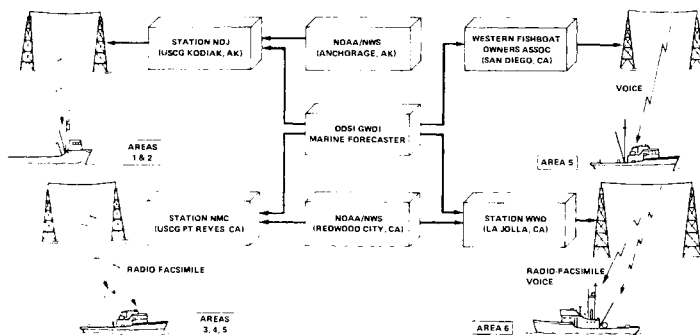 STATION NOJ
(USCG KODIAK, AK)
NOAA/NWS
(ANCHORAGE, AK)
WESTERN FISHBOAT
OWNERS ASSOC
(SAN DIEGO, CA)
VOICE
ODSI GWDI
MARINE FORECASTER
AREAS
1 & 2
AREA 5
STATION NMC
(USCG PT REYES CA)
NOAA/NWS
(REDWOOD CITY, CA)
STATION WWD
(LA JOLLA, CA)
RADIO FACSIMILE
RADIO-FACSIMILE
VOICE
AREAS
3, 4, 5
AREA 6